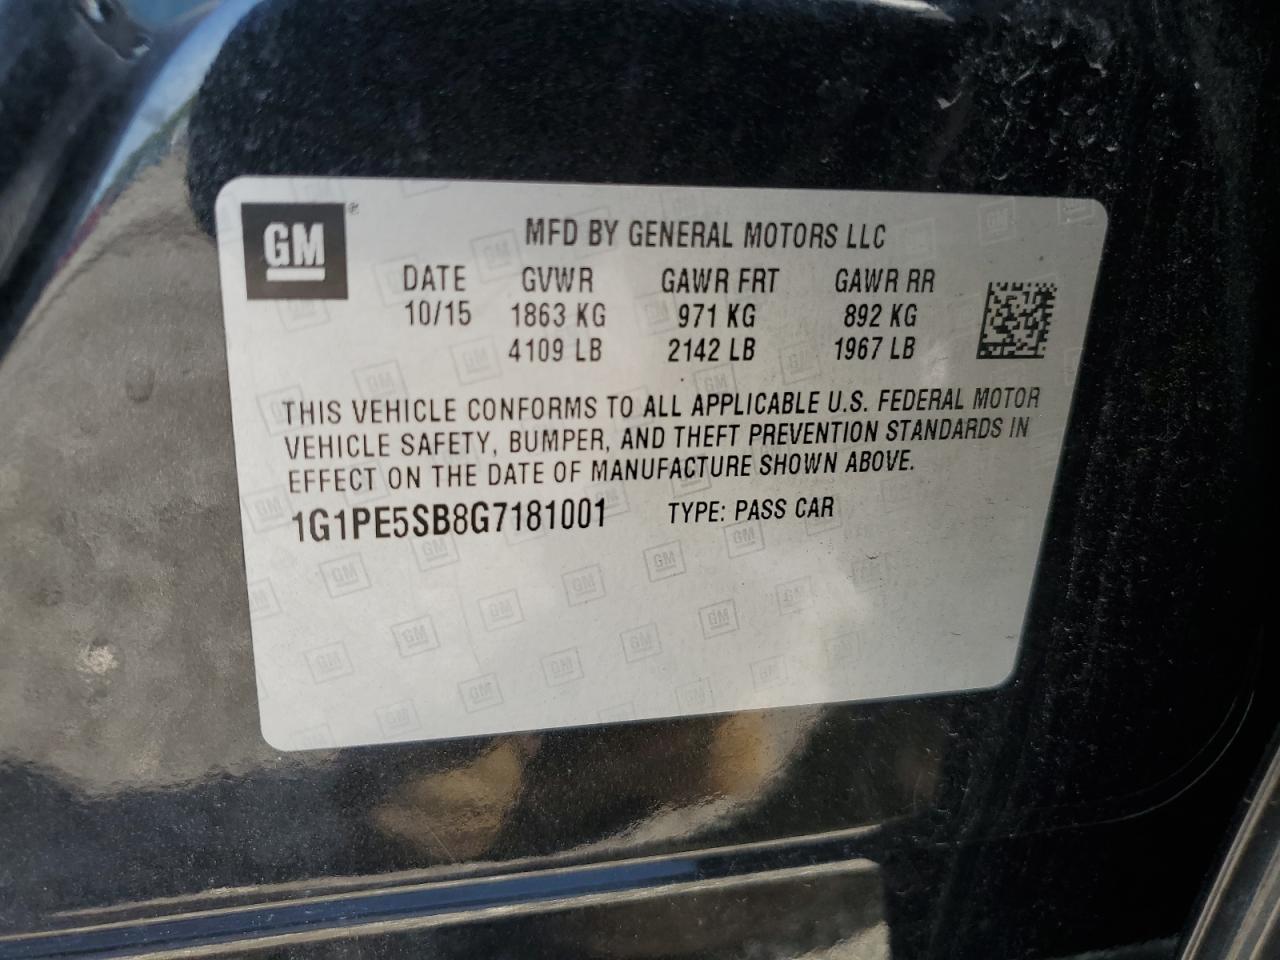 GM®
MFD BY GENERAL MOTORS LLC
DATE GVWR GAWR FRT GAWR RR
10/15 1863 KG 971 KG 892 KG
4109 LB 2142 LB 1967 LB
THIS VEHICLE CONFORMS TO ALL APPLICABLE U.S. FEDERAL MOTOR
VEHICLE SAFETY, BUMPER, AND THEFT PREVENTION STANDARDS IN
EFFECT ON THE DATE OF MANUFACTURE SHOWN ABOVE.
1G1PE5SB8G7181001 TYPE: PASS CAR